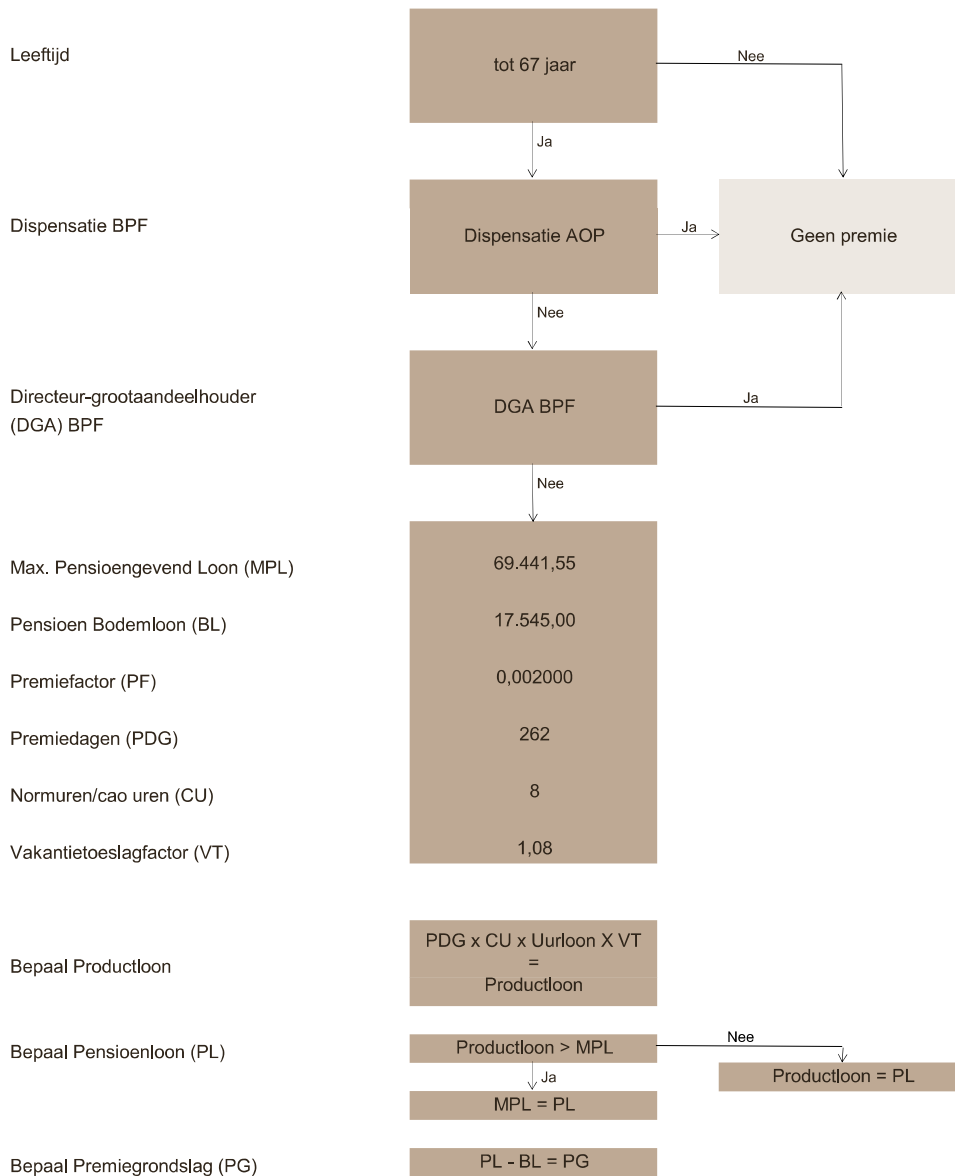 Leeftijd
tot 67 jaar
Nee
Ja
Dispensatie BPF
Dispensatie AOP
Ja
Geen premie
Nee
Directeur-grootaandeelhouder
(DGA) BPF
DGA BPF
Ja
Nee
Max. Pensioengevend Loon (MPL)
69.441,55
Pensioen Bodemloon (BL)
17.545,00
Premiefactor (PF)
0,002000
Premiedagen (PDG)
262
Normuren/cao uren (CU)
8
Vakantietoeslagfactor (VT)
1,08
Bepaal Productloon
PDG x CU x Uurloon X VT
=
Productloon
Bepaal Pensioenloon (PL)
Productloon > MPL
Nee
Productloon = PL
Ja
MPL = PL
Bepaal Premiegrondslag (PG)
PL - BL = PG